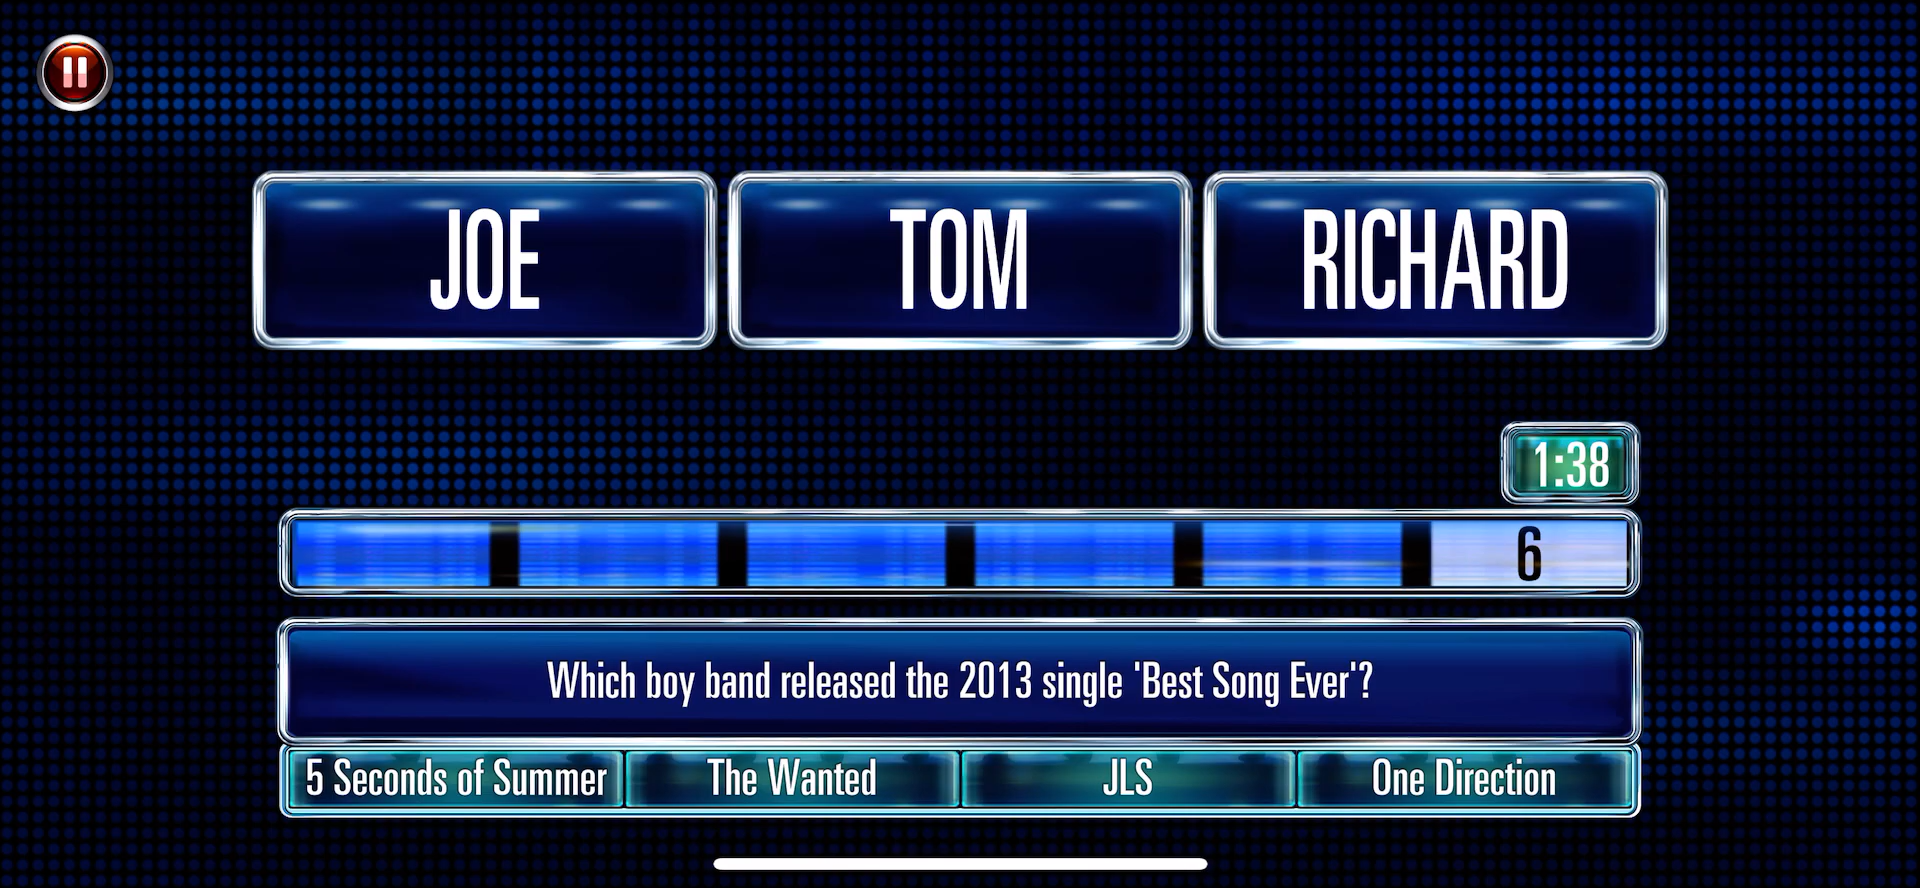 JOE
TOM
RICHARD
1:38
6
Which boy band released the 2013 single 'Best Song Ever'?
5 Seconds of Summer
The Wanted
JLS
One Direction